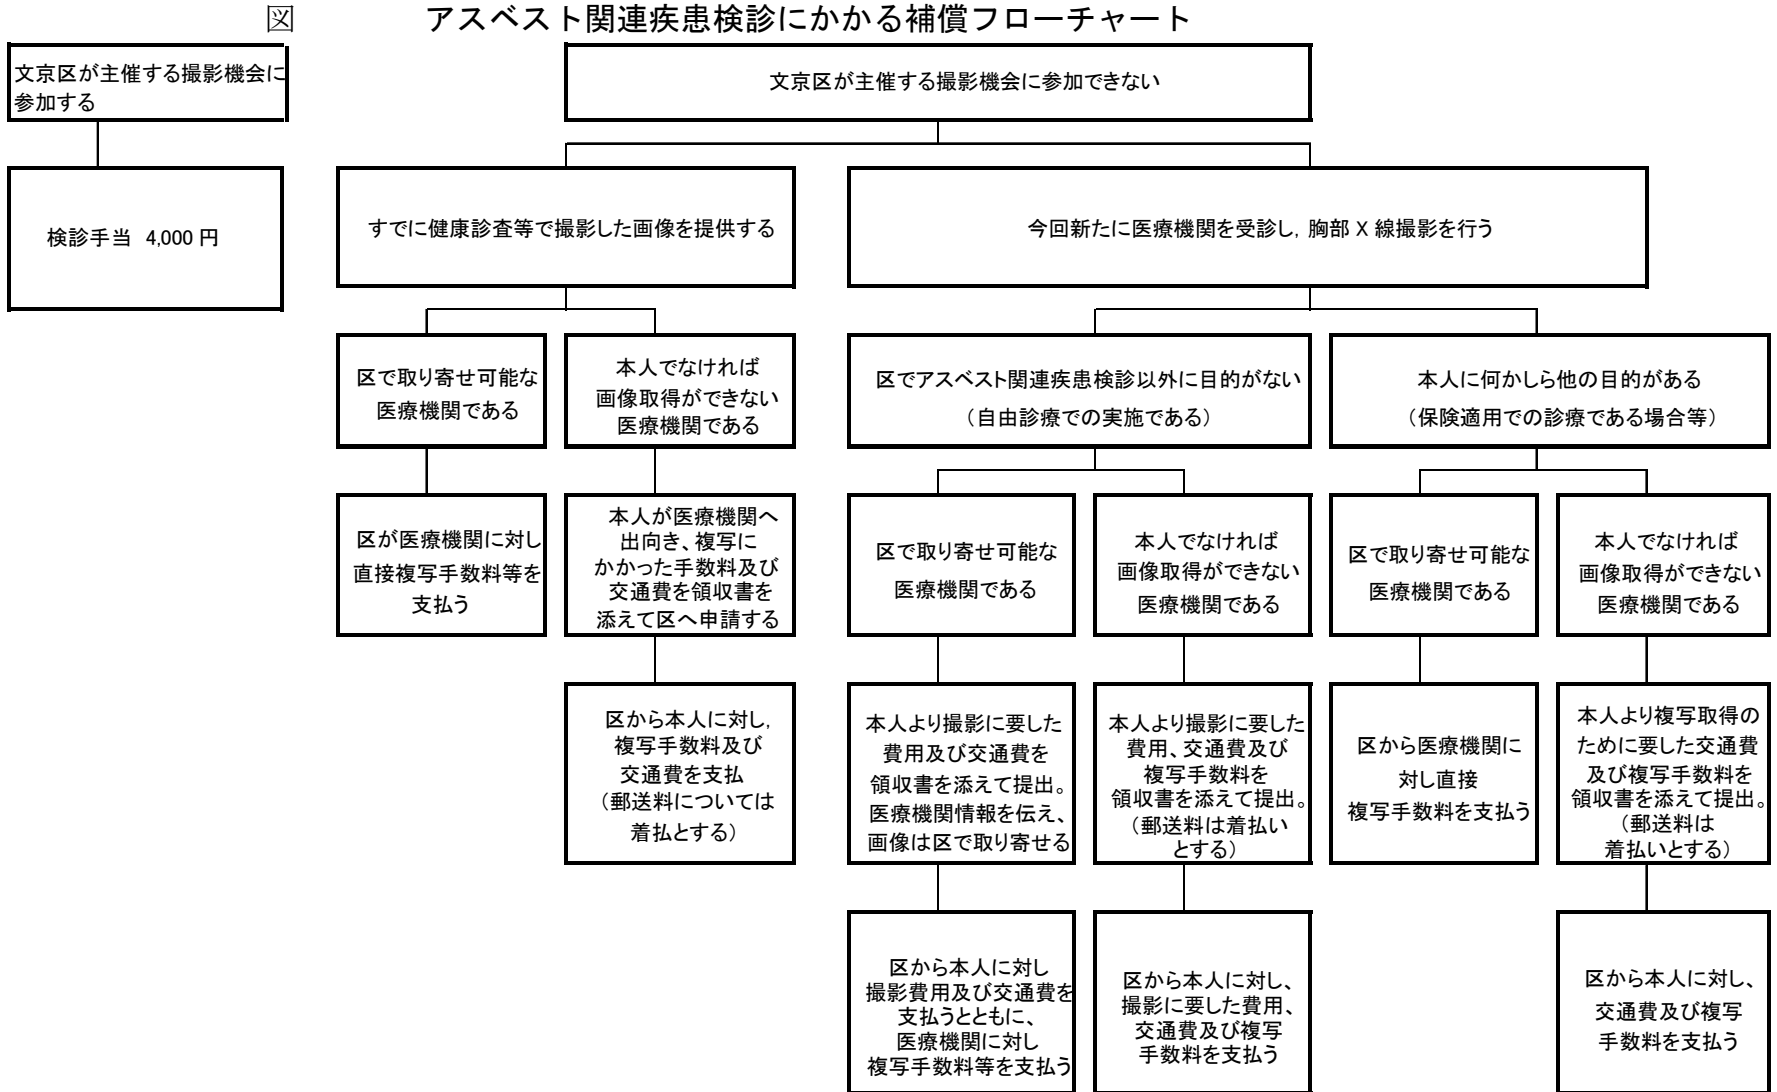 図 アスベスト関連疾患検診にかかる補償フローチャート
文京区が主催する撮影機会に
参加する
文京区が主催する撮影機会に参加できない
検診手当 4,000 円
すでに健康診査等で撮影した画像を提供する
今回新たに医療機関を受診し, 胸部 X 線撮影を行う
区で取り寄せ可能な
医療機関である
本人でなければ
画像取得ができない
医療機関である
区でアスベスト関連疾患検診以外に目的がない
（自由診療での実施である）
本人に何かしら他の目的がある
（保険適用での診療である場合等）
区が医療機関に対し
直接複写手数料等を
支払う
本人が医療機関へ
出向き、複写に
かかった手数料及び
交通費を領収書を
添えて区へ申請する
区で取り寄せ可能な
医療機関である
本人でなければ
画像取得ができない
医療機関である
区で取り寄せ可能な
医療機関である
本人でなければ
画像取得ができない
医療機関である
区から本人に対し,
複写手数料及び
交通費を支払
（郵送料については
着払とする）
本人より撮影に要した
費用及び交通費を
領収書を添えて提出。
医療機関情報を伝え、
画像は区で取り寄せる
本人より撮影に要した
費用、交通費及び
複写手数料を
領収書を添えて提出。
（郵送料は着払い
とする）
区から医療機関に
対し直接
複写手数料を支払う
本人より複写取得の
ために要した交通費
及び複写手数料を
領収書を添えて提出。
（郵送料は
着払いとする）
区から本人に対し
撮影費用及び交通費を
支払うとともに、
医療機関に対し
複写手数料等を支払う
区から本人に対し、
撮影に要した費用、
交通費及び複写
手数料を支払う
区から本人に対し、
交通費及び複写
手数料を支払う